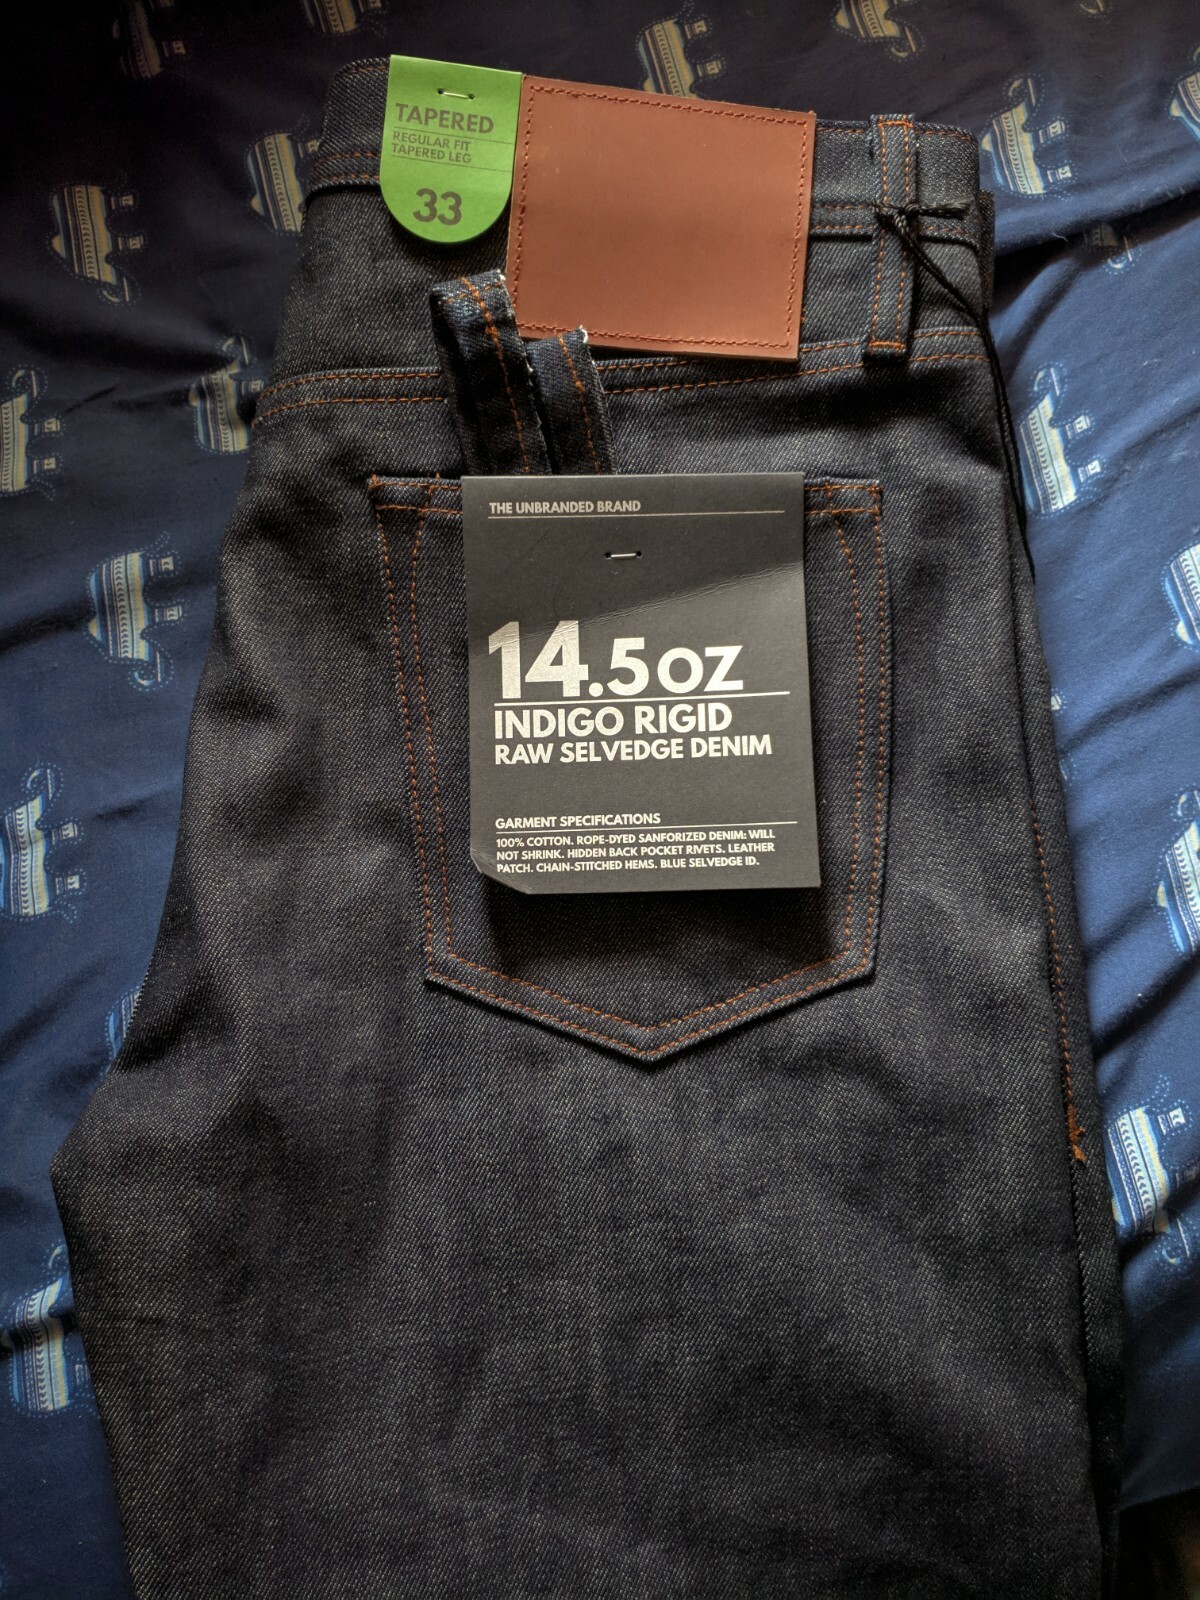 TAPERED
REGULAR FIT
TAPERED LEG
33
THE UNBRANDED BRAND
14.5OZ
INDIGO RIGID
RAW SELVEDGE DENIM
GARMENT SPECIFICATIONS
100% COTTON. ROPE-DYED SANFORIZED DENIM: WILL
NOT SHRINK. HIDDEN BACK POCKET RIVETS. LEATHER
PATCH. CHAIN-STITCHED HEMS. BLUE SELVEDGE ID.